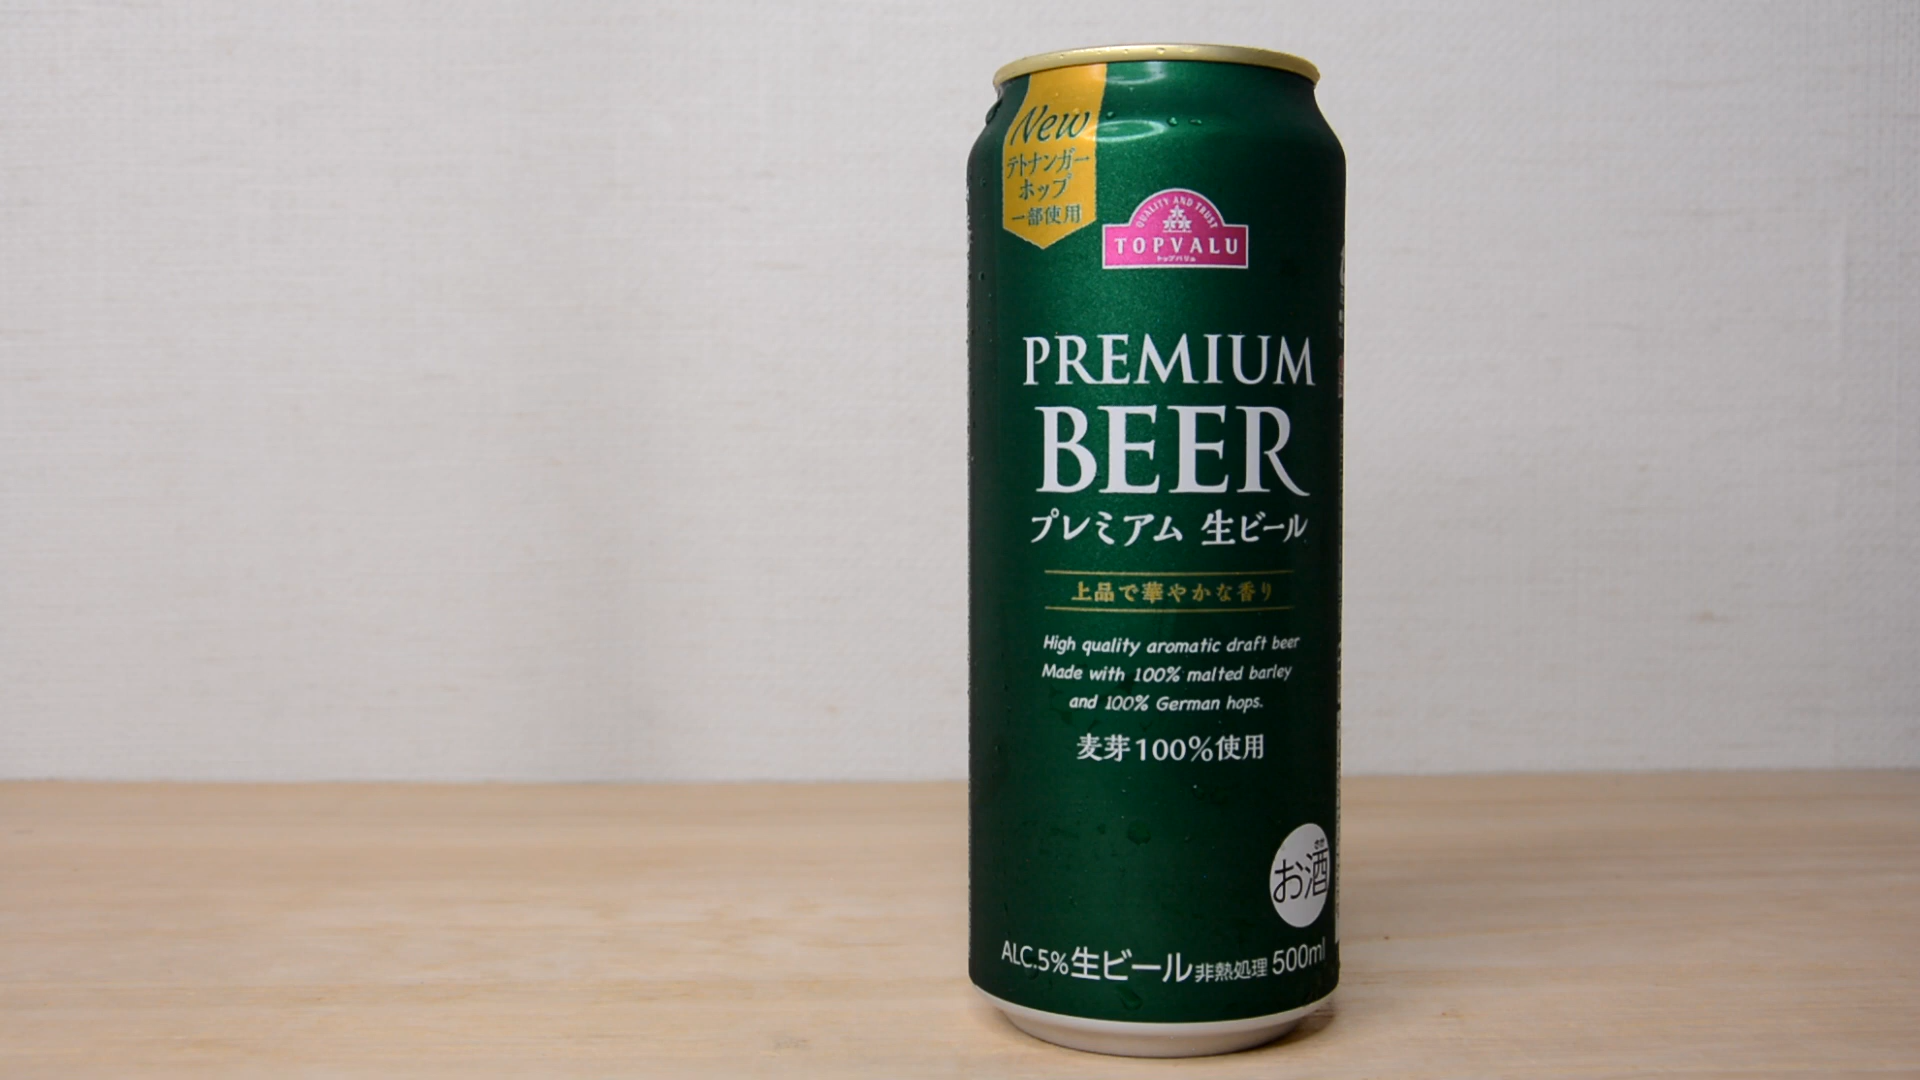 New
テトナンガー
ホップ
一部使用
QUALITY AND TRUST
TOPVALU
トップバリュ
PREMIUM
BEER
プレミアム 生ビール
上品で華やかな香り
High quality aromatic draft beer
Made with 100% malted barley
and 100% German hops.
麦芽100%使用
さけ
お酒
ALC.5%生ビール非熱処理 500ml